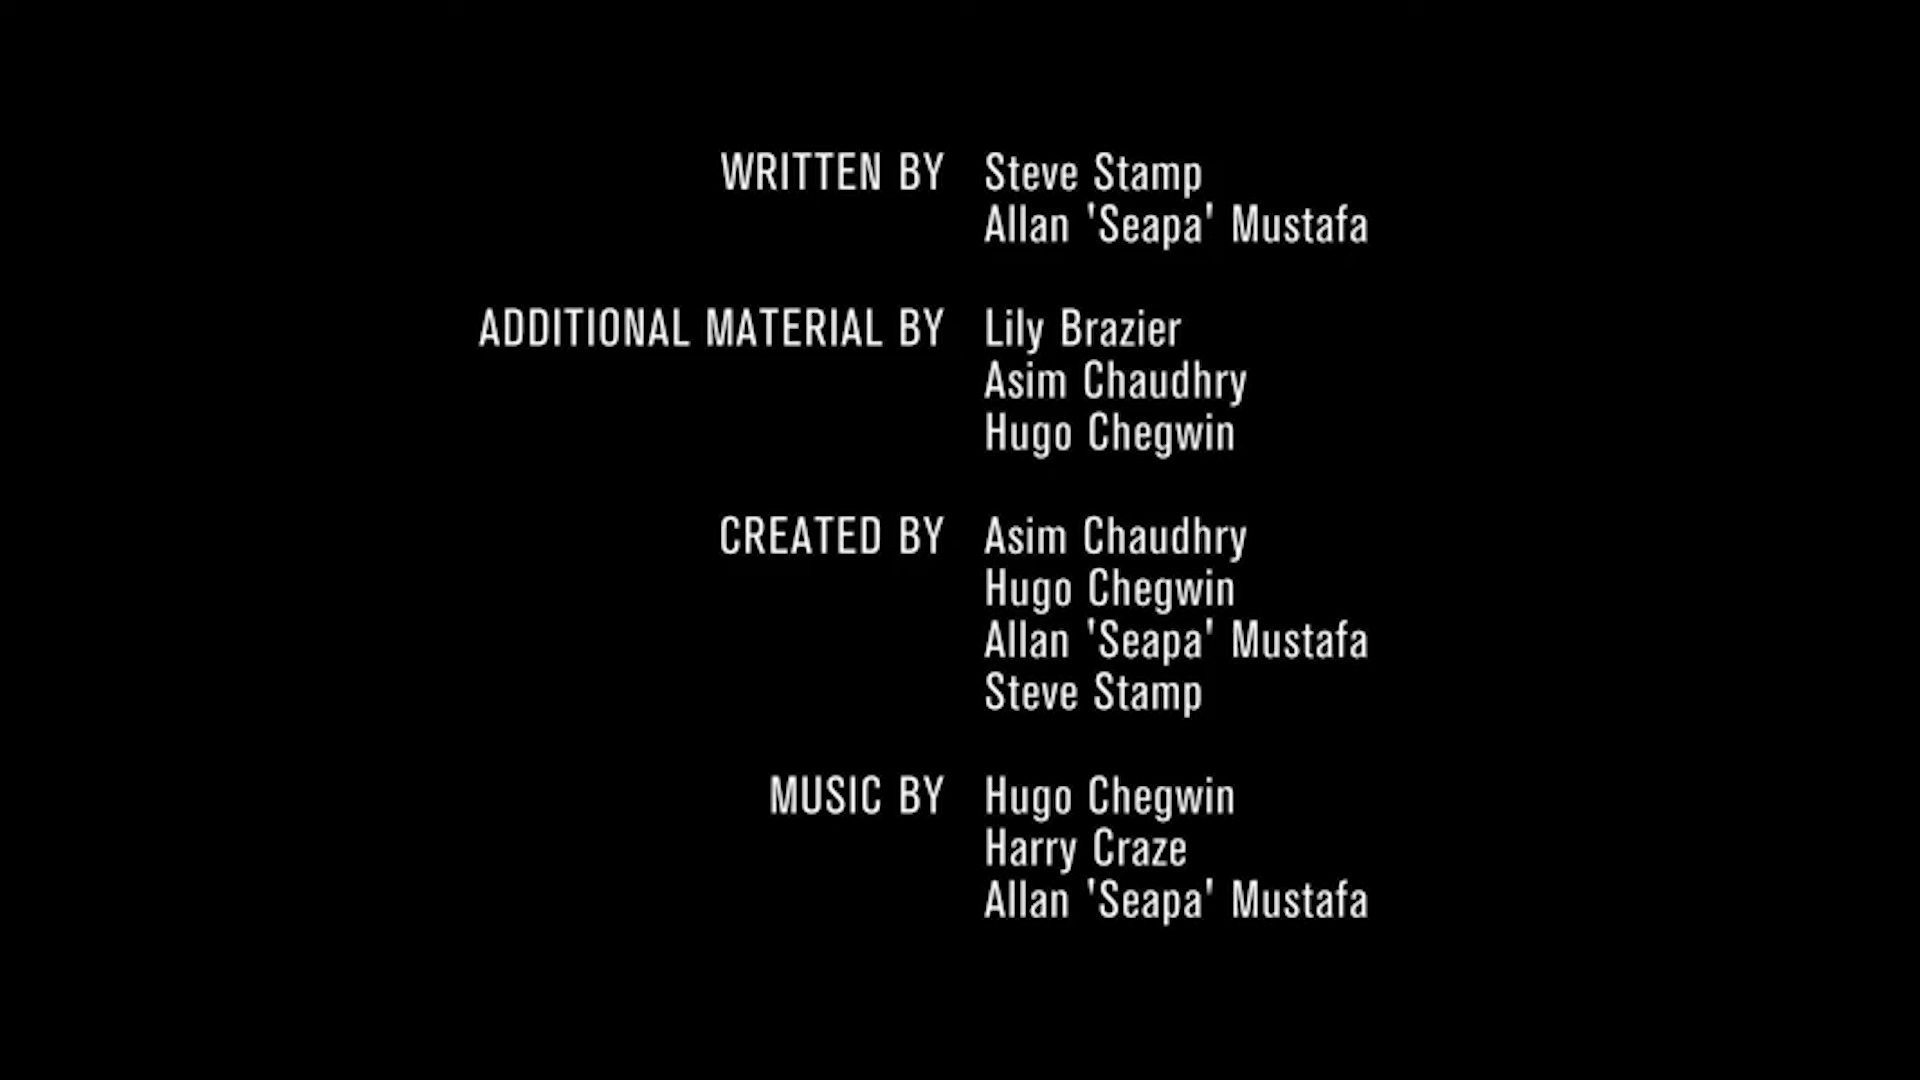 WRITTEN BY Steve Stamp
Allan 'Seapa' Mustafa
ADDITIONAL MATERIAL BY Lily Brazier
Asim Chaudhry
Hugo Chegwin
CREATED BY Asim Chaudhry
Hugo Chegwin
Allan 'Seapa' Mustafa
Steve Stamp
MUSIC BY Hugo Chegwin
Harry Craze
Allan 'Seapa' Mustafa